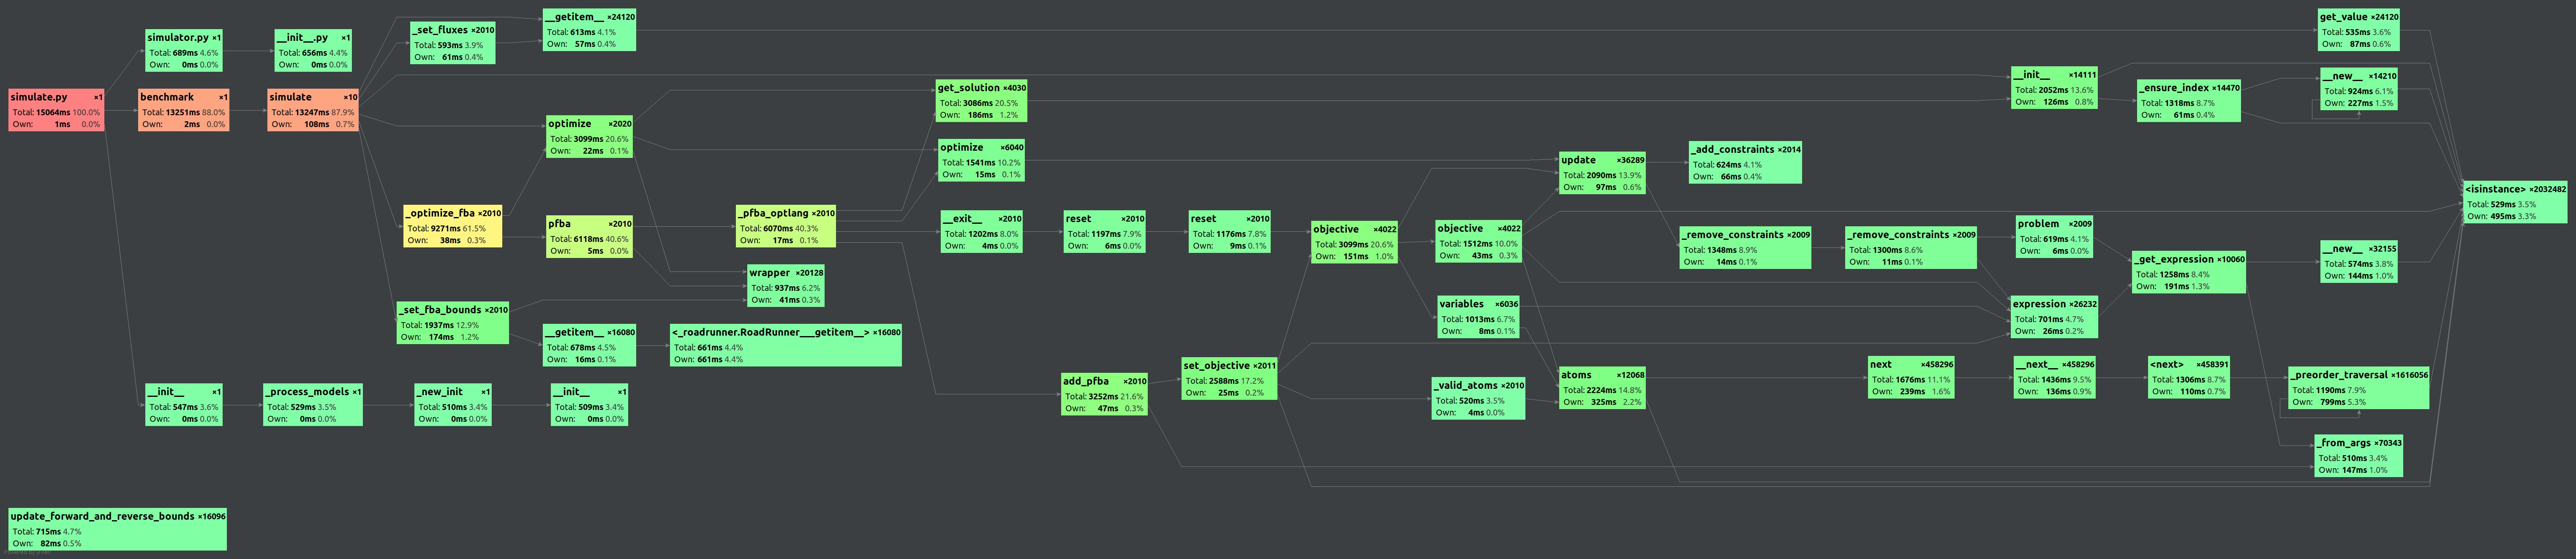 simulate.py ×1
Total: 15064ms 100.0%
Own: 1ms 0.0%
simulator.py ×1
Total: 689ms 4.6%
Own: 0ms 0.0%
__init__.py ×1
Total: 656ms 4.4%
Own: 0ms 0.0%
benchmark ×1
Total: 13251ms 88.0%
Own: 2ms 0.0%
simulate ×10
Total: 13247ms 87.9%
Own: 108ms 0.7%
_set_fluxes ×2010
Total: 593ms 3.9%
Own: 61ms 0.4%
__getitem__ ×24120
Total: 613ms 4.1%
Own: 57ms 0.4%
optimize ×2020
Total: 3099ms 20.6%
Own: 22ms 0.1%
_optimize_fba ×2010
Total: 9271ms 61.5%
Own: 38ms 0.3%
pfba ×2010
Total: 6118ms 40.6%
Own: 5ms 0.0%
_set_fba_bounds ×2010
Total: 1937ms 12.9%
Own: 174ms 1.2%
__getitem__ ×16080
Total: 678ms 4.5%
Own: 16ms 0.1%
<_roadrunner.RoadRunner___getitem__> ×16080
Total: 661ms 4.4%
Own: 661ms 4.4%
_pfba_optlang ×2010
Total: 6070ms 40.3%
Own: 17ms 0.1%
wrapper ×20128
Total: 937ms 6.2%
Own: 41ms 0.3%
get_solution ×4030
Total: 3086ms 20.5%
Own: 186ms 1.2%
optimize ×6040
Total: 1541ms 10.2%
Own: 15ms 0.1%
__exit__ ×2010
Total: 1202ms 8.0%
Own: 4ms 0.0%
reset ×2010
Total: 1197ms 7.9%
Own: 6ms 0.0%
reset ×2010
Total: 1176ms 7.8%
Own: 9ms 0.1%
add_pfba ×2010
Total: 3252ms 21.6%
Own: 47ms 0.3%
set_objective ×2011
Total: 2588ms 17.2%
Own: 25ms 0.2%
objective ×4022
Total: 3099ms 20.6%
Own: 151ms 1.0%
objective ×4022
Total: 1512ms 10.0%
Own: 43ms 0.3%
variables ×6036
Total: 1013ms 6.7%
Own: 8ms 0.1%
_valid_atoms ×2010
Total: 520ms 3.5%
Own: 4ms 0.0%
update ×36289
Total: 2090ms 13.9%
Own: 97ms 0.6%
_add_constraints ×2014
Total: 624ms 4.1%
Own: 66ms 0.4%
_remove_constraints ×2009
Total: 1348ms 8.9%
Own: 14ms 0.1%
_remove_constraints ×2009
Total: 1300ms 8.6%
Own: 11ms 0.1%
atoms ×12068
Total: 2224ms 14.8%
Own: 325ms 2.2%
next ×458296
Total: 1676ms 11.1%
Own: 239ms 1.6%
__next__ ×458296
Total: 1436ms 9.5%
Own: 136ms 0.9%
<next> ×458391
Total: 1306ms 8.7%
Own: 110ms 0.7%
_preorder_traversal ×1616056
Total: 1190ms 7.9%
Own: 799ms 5.3%
__init__ ×14111
Total: 2052ms 13.6%
Own: 126ms 0.8%
_ensure_index ×14470
Total: 1318ms 8.7%
Own: 61ms 0.4%
get_value ×24120
Total: 535ms 3.6%
Own: 87ms 0.6%
__new__ ×14210
Total: 924ms 6.1%
Own: 227ms 1.5%
problem ×2009
Total: 619ms 4.1%
Own: 6ms 0.0%
expression ×26232
Total: 701ms 4.7%
Own: 26ms 0.2%
_get_expression ×10060
Total: 1258ms 8.4%
Own: 191ms 1.3%
__new__ ×32155
Total: 574ms 3.8%
Own: 144ms 1.0%
_from_args ×70343
Total: 510ms 3.4%
Own: 147ms 1.0%
<isinstance> ×2032482
Total: 529ms 3.5%
Own: 495ms 3.3%
__init__ ×1
Total: 547ms 3.6%
Own: 0ms 0.0%
_process_models ×1
Total: 529ms 3.5%
Own: 0ms 0.0%
_new_init ×1
Total: 510ms 3.4%
Own: 0ms 0.0%
__init__ ×1
Total: 509ms 3.4%
Own: 0ms 0.0%
update_forward_and_reverse_bounds ×16096
Total: 715ms 4.7%
Own: 82ms 0.5%